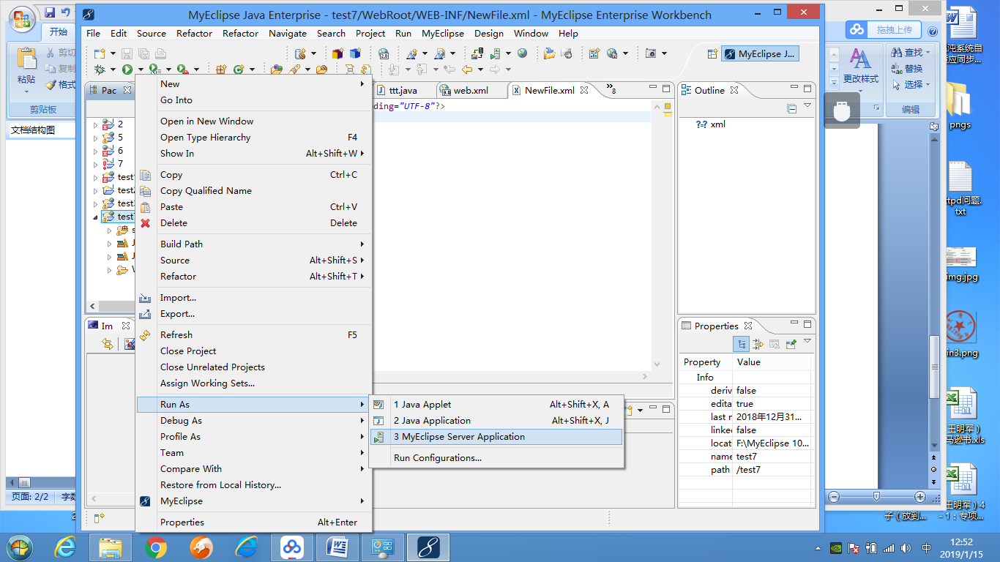 MyEclipse Java Enterprise - test7/WebRoot/WEB-INF/NewFile.xml - MyEclipse Enterprise Workbench
File Edit Source Refactor Refactor Navigate Search Project Run MyEclipse Design Window Help
MyEclipse J...
开始
剪切
复制
粘贴
格式
剪贴板
文档结构图
页面: 2/2
字数
拖拽上传
查找
替换
选择
更改样式
编辑
Pac
2
5
6
7
test
test2
test3
test
Im
ttt.java
web.xml
NewFile.xml
8
ding="UTF-8"?>
New
Go Into
Open in New Window
Open Type Hierarchy F4
Show In Alt+Shift+W
Copy Ctrl+C
Copy Qualified Name
Paste Ctrl+V
Delete Delete
Build Path
Source Alt+Shift+S
Refactor Alt+Shift+T
Import...
Export...
Refresh F5
Close Project
Close Unrelated Projects
Assign Working Sets...
Run As
Debug As
Profile As
Team
Compare With
Restore from Local History...
MyEclipse
Properties Alt+Enter
1 Java Applet Alt+Shift+X, A
2 Java Application Alt+Shift+X, J
3 MyEclipse Server Application
Run Configurations...
Outline
?-? xml
Properties
Property Value
Info
deriv false
edita true
last m 2018年12月31...
linked false
locat F:\MyEclipse 10...
name test7
path /test7
应同步...
pngs
ttpd问题.
txt
img.jpg
in3.png
王明军）
马逊书.xls
王明军）4
子（放到...
- 1：专项...
中
12:52
2019/1/15